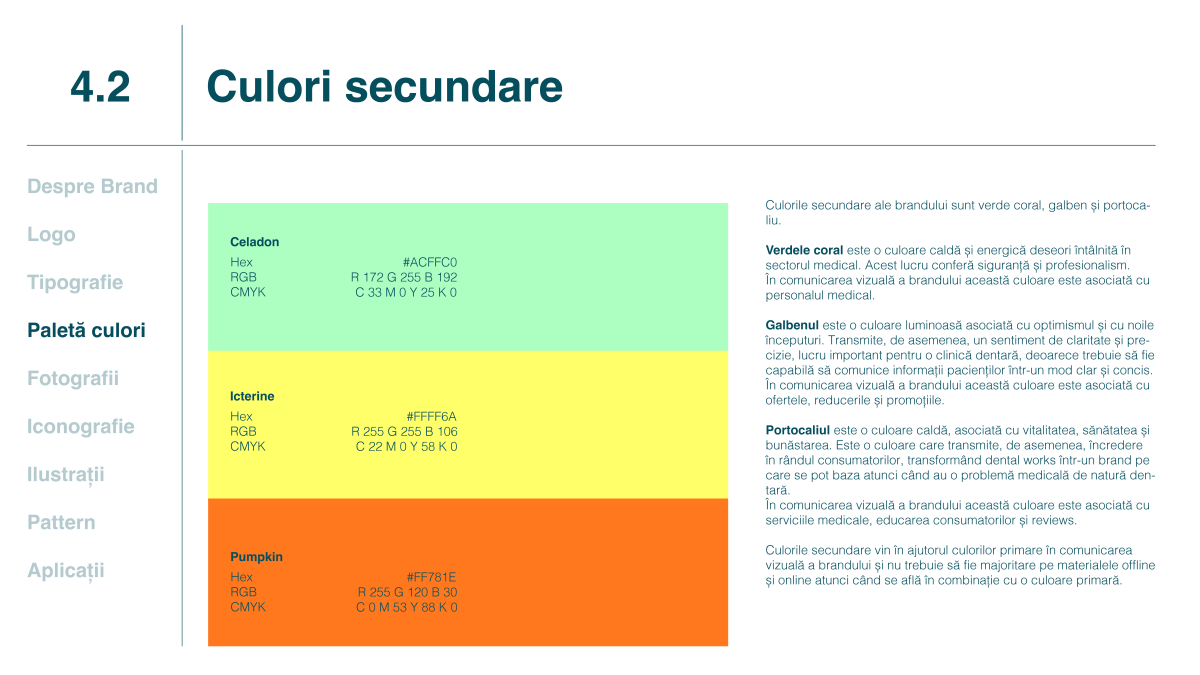 4.2
Culori secundare
Despre Brand
Logo
Tipografie
Paletă culori
Fotografii
Iconografie
Ilustrații
Pattern
Aplicații
Celadon
Hex #ACFFC0
RGB R 172 G 255 B 192
CMYK C 33 M 0 Y 25 K 0
Icterine
Hex #FFFF6A
RGB R 255 G 255 B 106
CMYK C 22 M 0 Y 58 K 0
Pumpkin
Hex #FF781E
RGB R 255 G 120 B 30
CMYK C 0 M 53 Y 88 K 0
Culorile secundare ale brandului sunt verde coral, galben și portoca-
liu.
Verdele coral este o culoare caldă și energică deseori întâlnită în
sectorul medical. Acest lucru conferă siguranță și profesionalism.
În comunicarea vizuală a brandului această culoare este asociată cu
personalul medical.
Galbenul este o culoare luminoasă asociată cu optimismul și cu noile
începuturi. Transmite, de asemenea, un sentiment de claritate și pre-
cizie, lucru important pentru o clinică dentară, deoarece trebuie să fie
capabilă să comunice informații pacienților într-un mod clar și concis.
În comunicarea vizuală a brandului această culoare este asociată cu
ofertele, reducerile și promoțiile.
Portocaliul este o culoare caldă, asociată cu vitalitatea, sănătatea și
bunăstarea. Este o culoare care transmite, de asemenea, încredere
în rândul consumatorilor, transformând dental works într-un brand pe
care se pot baza atunci când au o problemă medicală de natură den-
tară.
În comunicarea vizuală a brandului această culoare este asociată cu
serviciile medicale, educarea consumatorilor și reviews.
Culorile secundare vin în ajutorul culorilor primare în comunicarea
vizuală a brandului și nu trebuie să fie majoritare pe materialele offline
și online atunci când se află în combinație cu o culoare primară.